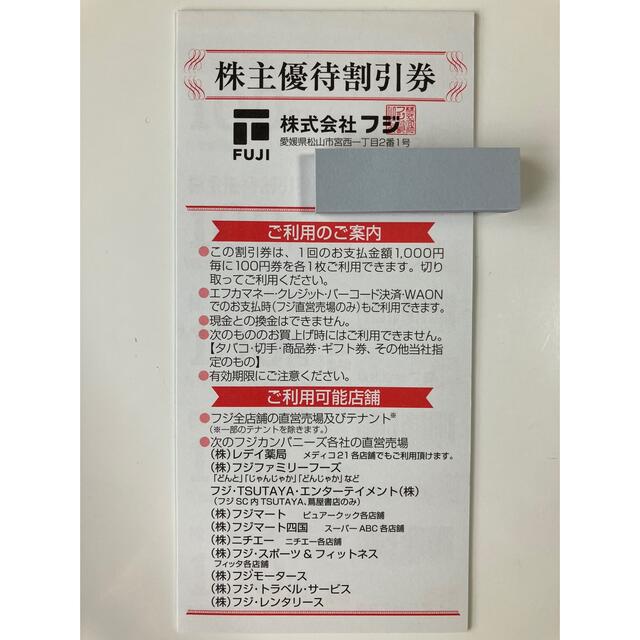 株主優待割引券
株式会社フジ
FUJI
愛媛県松山市宮西一丁目2番1号
ご利用のご案内
●この割引券は、1回のお支払金額1,000円
毎に100円券を各1枚ご利用できます。切り
取ってご利用ください。
●エフカマネー・クレジット・バーコード決済・WAON
でのお支払時(フジ直営売場のみ)もご利用できます。
●現金との換金はできません。
●次のもののお買上げ時にはご利用できません。
【タバコ・切手・商品券・ギフト券、その他当社
指定のもの】
●有効期限にご注意ください。
ご利用可能店舗
●フジ全店舗の直営売場及びテナント※
(※一部のテナントを除きます。)
●次のフジカンパニーズ各社の直営売場
(株)レデイ薬局 メディコ21各店舗でもご利用頂けます。
(株)フジファミリーフーズ
「どんと」「じゃんじゃか」「どんじゃか」など
フジ・TSUTAYA・エンターテイメント(株)
(フジSC内TSUTAYA、蔦屋書店のみ)
(株)フジマート ピュアークック各店舗
(株)フジマート四国 スーパーABC各店舗
(株)ニチエー ニチエー各店舗
(株)フジ・スポーツ&フィットネス
フィッタ各店舗
(株)フジモータース
(株)フジ・トラベル・サービス
(株)フジ・レンタリース